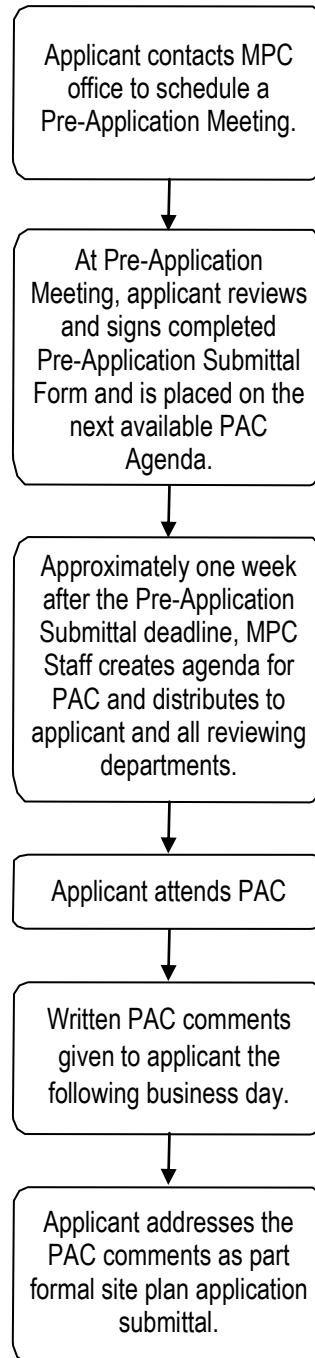 Applicant contacts MPC
office to schedule a
Pre-Application Meeting.
At Pre-Application
Meeting, applicant reviews
and signs completed
Pre-Application Submittal
Form and is placed on the
next available PAC
Agenda.
Approximately one week
after the Pre-Application
Submittal deadline, MPC
Staff creates agenda for
PAC and distributes to
applicant and all reviewing
departments.
Applicant attends PAC
Written PAC comments
given to applicant the
following business day.
Applicant addresses the
PAC comments as part
formal site plan application
submittal.